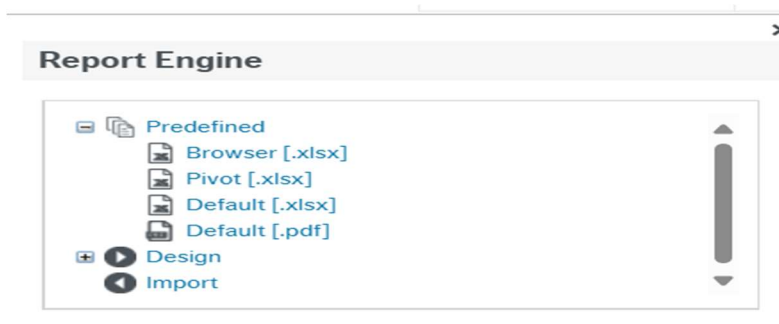 Report Engine
Predefined
Browser [.xlsx]
Pivot [.xlsx]
Default [.xlsx]
Default [.pdf]
Design
Import